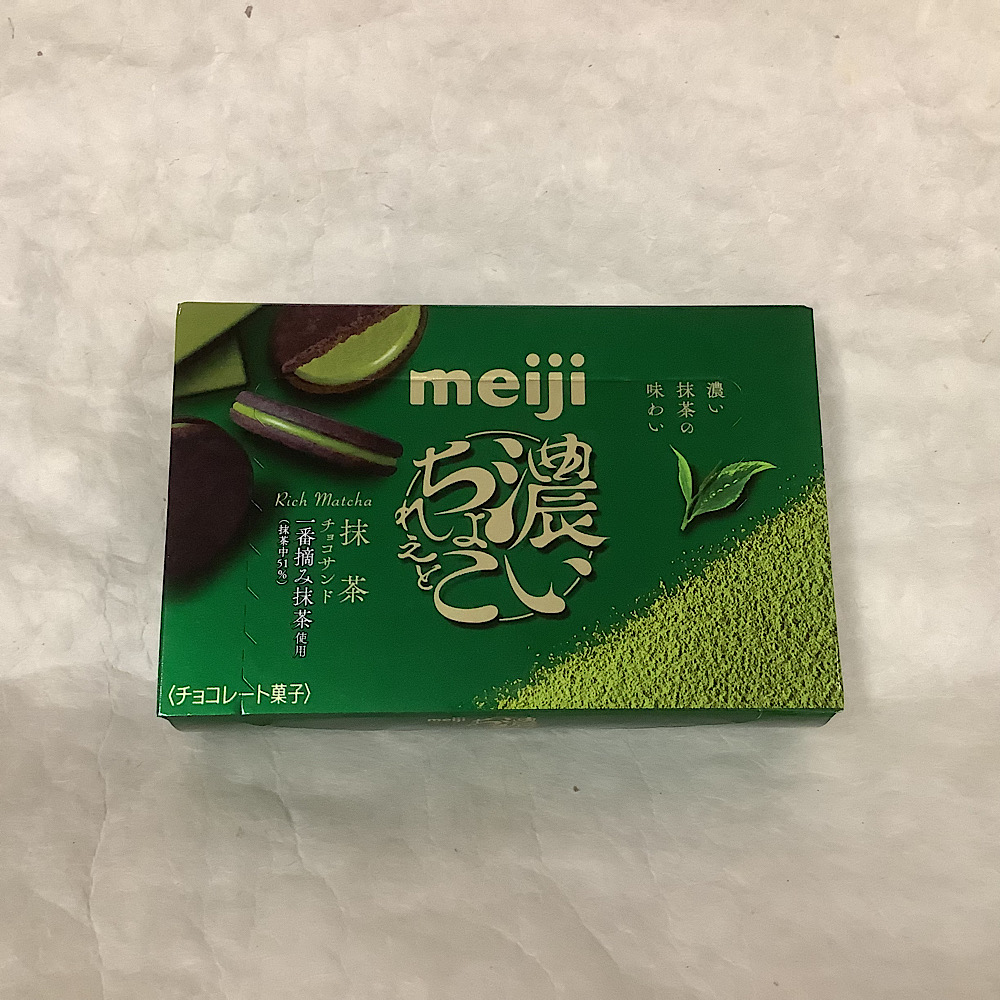 meiji
濃い
ちょこ
れえと
濃い
抹茶の
味わい
Rich Matcha
抹茶
チョコサンド
一番摘み抹茶使用
(抹茶中51%)
〈チョコレート菓子〉
meiji